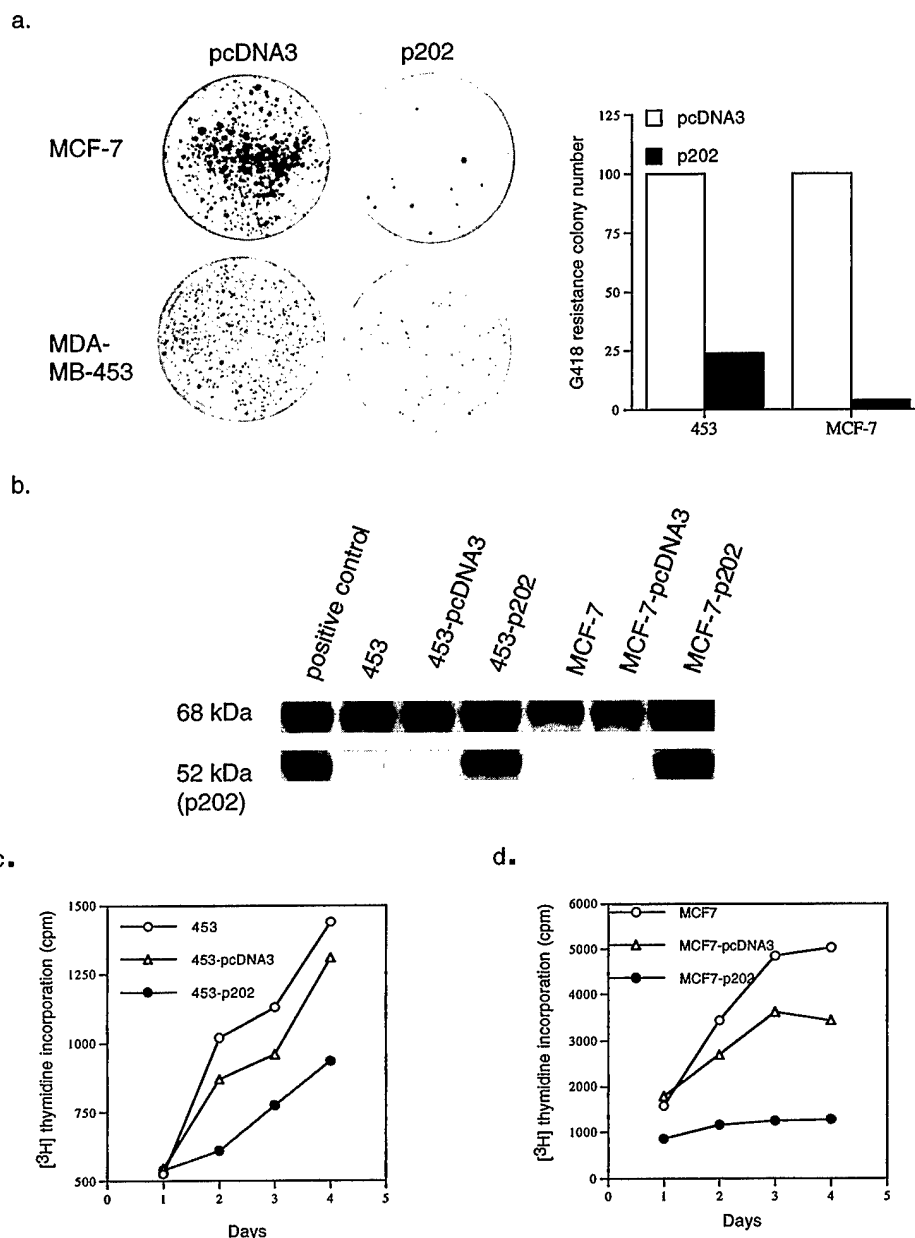 a.
pcDNA3
p202
MCF-7
MDA-
MB-453
125
100
75
50
25
0
G418 resistance colony number
pcDNA3
p202
453
MCF-7
b.
positive control
453
453-pcDNA3
453-p202
MCF-7
MCF-7-pcDNA3
MCF-7-p202
68 kDa
52 kDa
(p202)
c.
1500
1250
1000
750
500
[³H] thymidine incorporation (cpm)
453
453-pcDNA3
453-p202
0
1
2
3
4
5
Days
d.
6000
5000
4000
3000
2000
1000
0
[³H] thymidine incorporation (cpm)
MCF7
MCF7-pcDNA3
MCF7-p202
0
1
2
3
4
5
Days